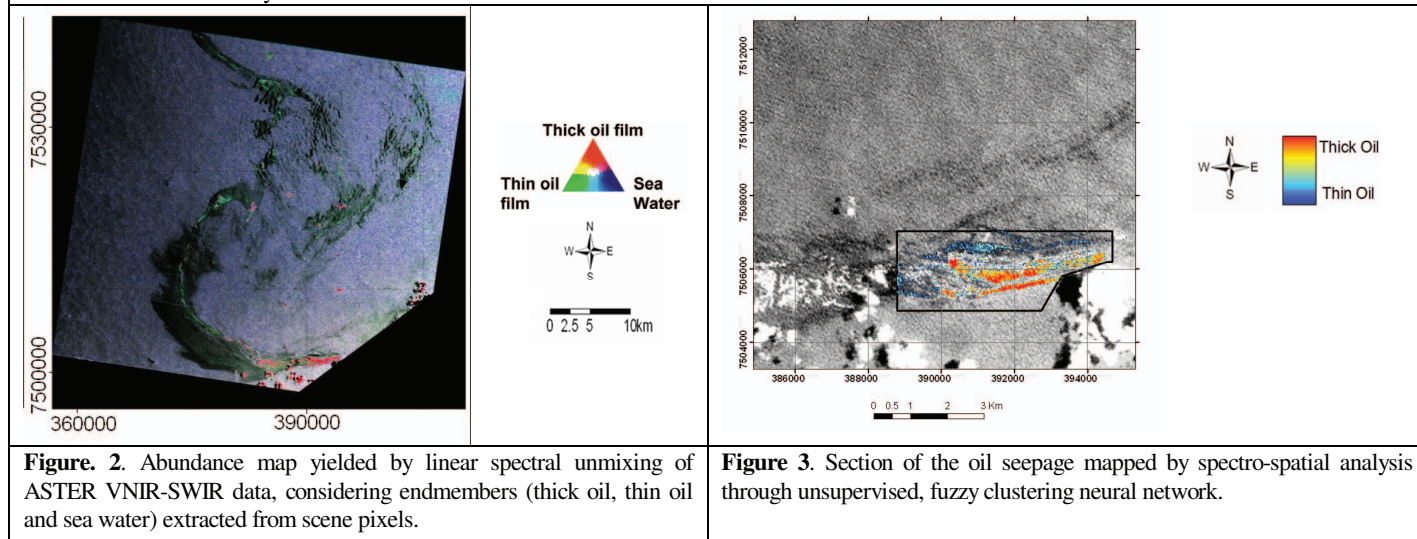 7530000
7500000
360000
390000
Thick oil film
Thin oil
film
Sea
Water
N
W
E
S
0 2.5 5 10km
7512000
7510000
7508000
7506000
7504000
386000 388000 390000 392000 394000
0 0.5 1 2 3 Km
N
W
E
S
Thick Oil
Thin Oil
Figure. 2. Abundance map yielded by linear spectral unmixing of
ASTER VNIR-SWIR data, considering endmembers (thick oil, thin oil
and sea water) extracted from scene pixels.
Figure 3. Section of the oil seepage mapped by spectro-spatial analysis
through unsupervised, fuzzy clustering neural network.